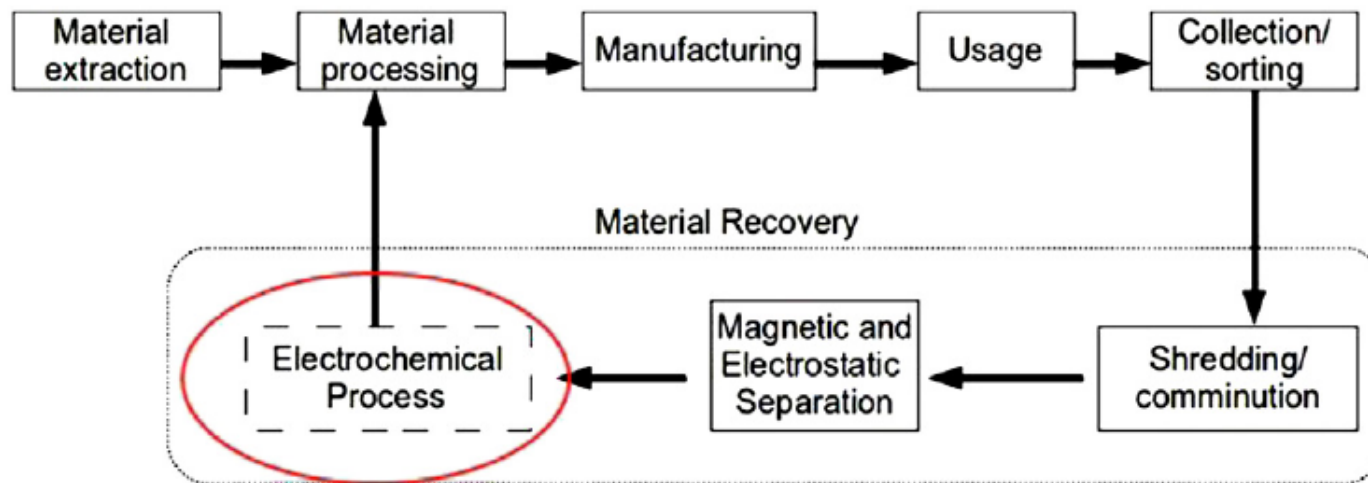 Material
extraction
Material
processing
Manufacturing
Usage
Collection/
sorting
Material Recovery
Electrochemical
Process
Magnetic and
Electrostatic
Separation
Shredding/
comminution